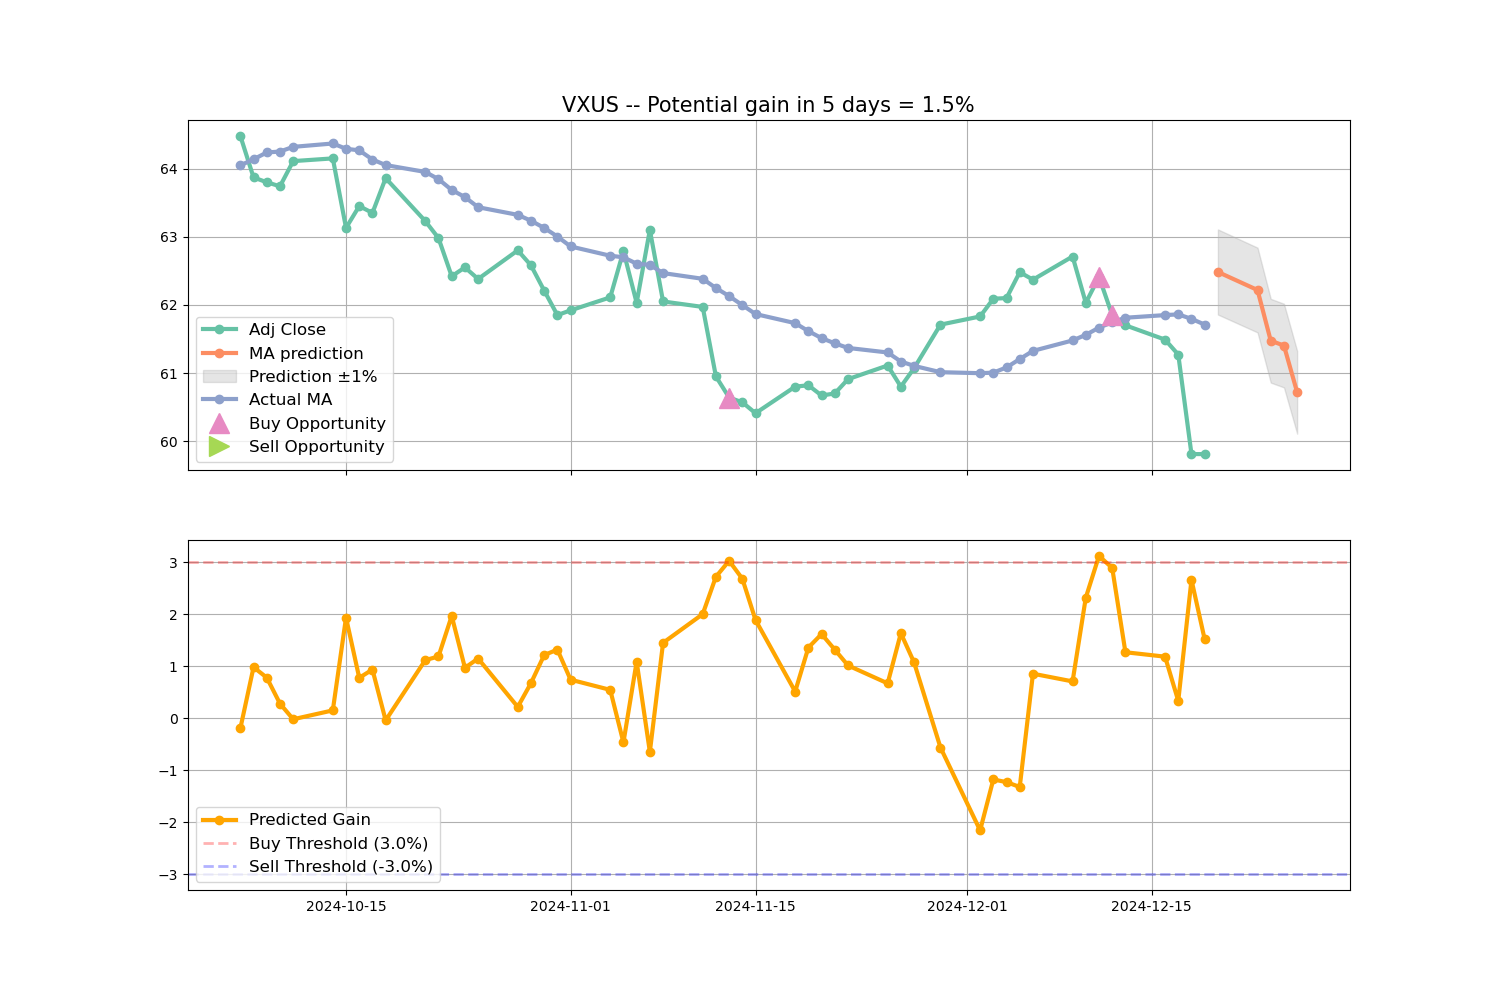 VXUS -- Potential gain in 5 days = 1.5%
64
63
62
61
60
Adj Close
MA prediction
Prediction ±1%
Actual MA
Buy Opportunity
Sell Opportunity
3
2
1
0
−1
−2
−3
Predicted Gain
Buy Threshold (3.0%)
Sell Threshold (-3.0%)
2024-10-15
2024-11-01
2024-11-15
2024-12-01
2024-12-15